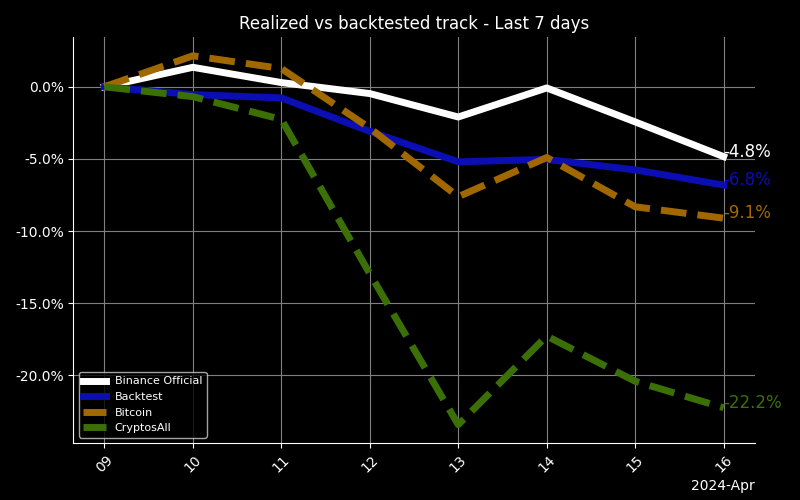 Realized vs backtested track - Last 7 days
0.0%
-5.0%
-10.0%
-15.0%
-20.0%
-4.8%
-6.8%
-9.1%
-22.2%
Binance Official
Backtest
Bitcoin
CryptosAll
09 10 11 12 13 14 15 16
2024-Apr